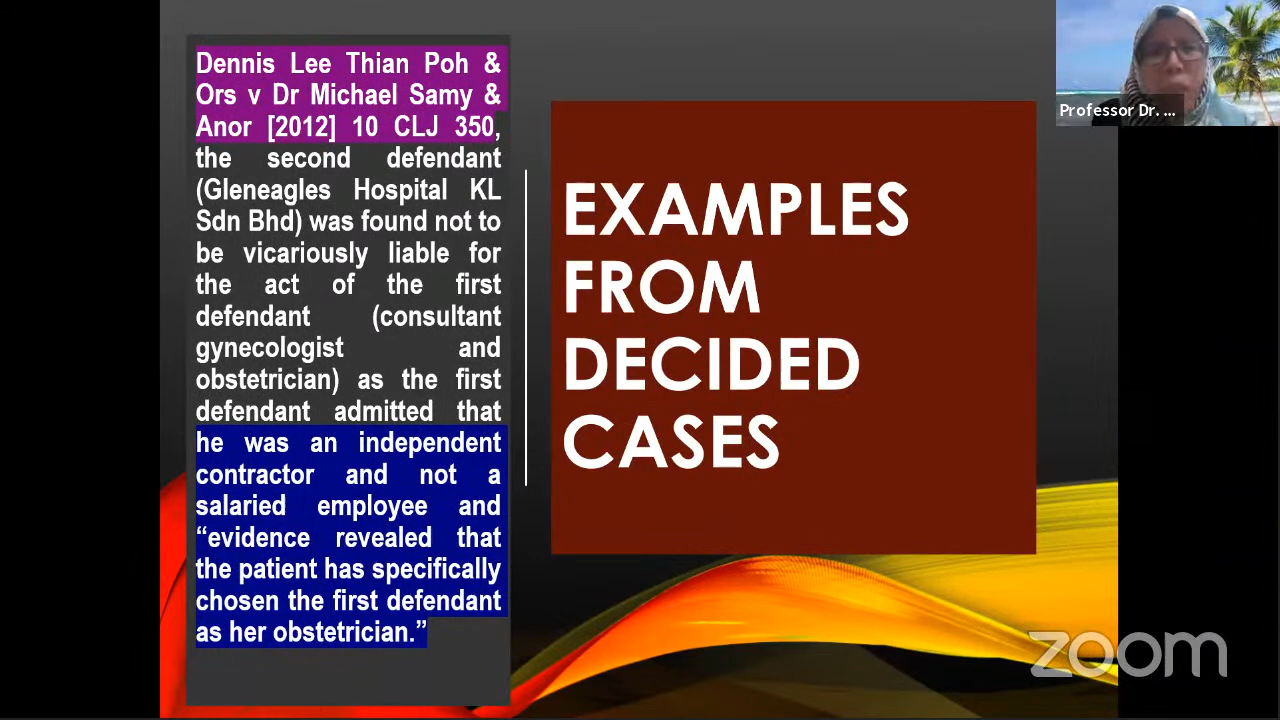 Dennis Lee Thian Poh &
Ors v Dr Michael Samy &
Anor [2012] 10 CLJ 350,
the second defendant
(Gleneagles Hospital KL
Sdn Bhd) was found not to
be vicariously liable for
the act of the first
defendant (consultant
gynecologist and
obstetrician) as the first
defendant admitted that
he was an independent
contractor and not a
salaried employee and
“evidence revealed that
the patient has specifically
chosen the first defendant
as her obstetrician.”
EXAMPLES
FROM
DECIDED
CASES
Professor Dr. ...
zoom